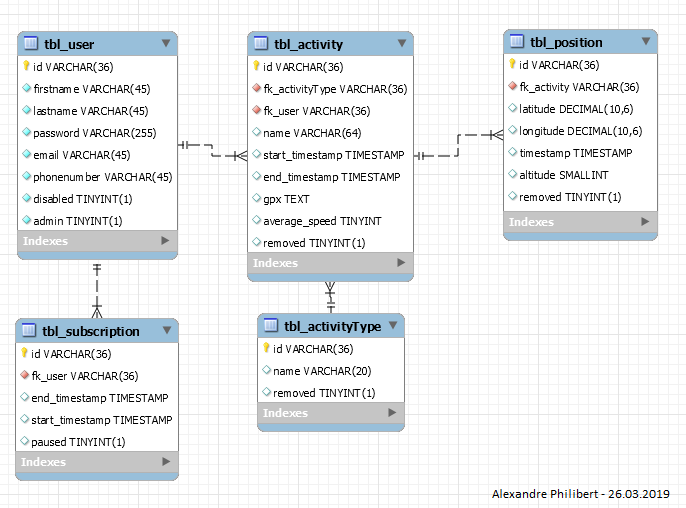 tbl_user
id VARCHAR(36)
firstname VARCHAR(45)
lastname VARCHAR(45)
password VARCHAR(255)
email VARCHAR(45)
phonenumber VARCHAR(45)
disabled TINYINT(1)
admin TINYINT(1)
Indexes
tbl_activity
id VARCHAR(36)
fk_activityType VARCHAR(36)
fk_user VARCHAR(36)
name VARCHAR(64)
start_timestamp TIMESTAMP
end_timestamp TIMESTAMP
gpx TEXT
average_speed TINYINT
removed TINYINT(1)
Indexes
tbl_position
id VARCHAR(36)
fk_activity VARCHAR(36)
latitude DECIMAL(10,6)
longitude DECIMAL(10,6)
timestamp TIMESTAMP
altitude SMALLINT
removed TINYINT(1)
Indexes
tbl_subscription
id VARCHAR(36)
fk_user VARCHAR(36)
end_timestamp TIMESTAMP
start_timestamp TIMESTAMP
paused TINYINT(1)
Indexes
tbl_activityType
id VARCHAR(36)
name VARCHAR(20)
removed TINYINT(1)
Indexes
Alexandre Philibert - 26.03.2019